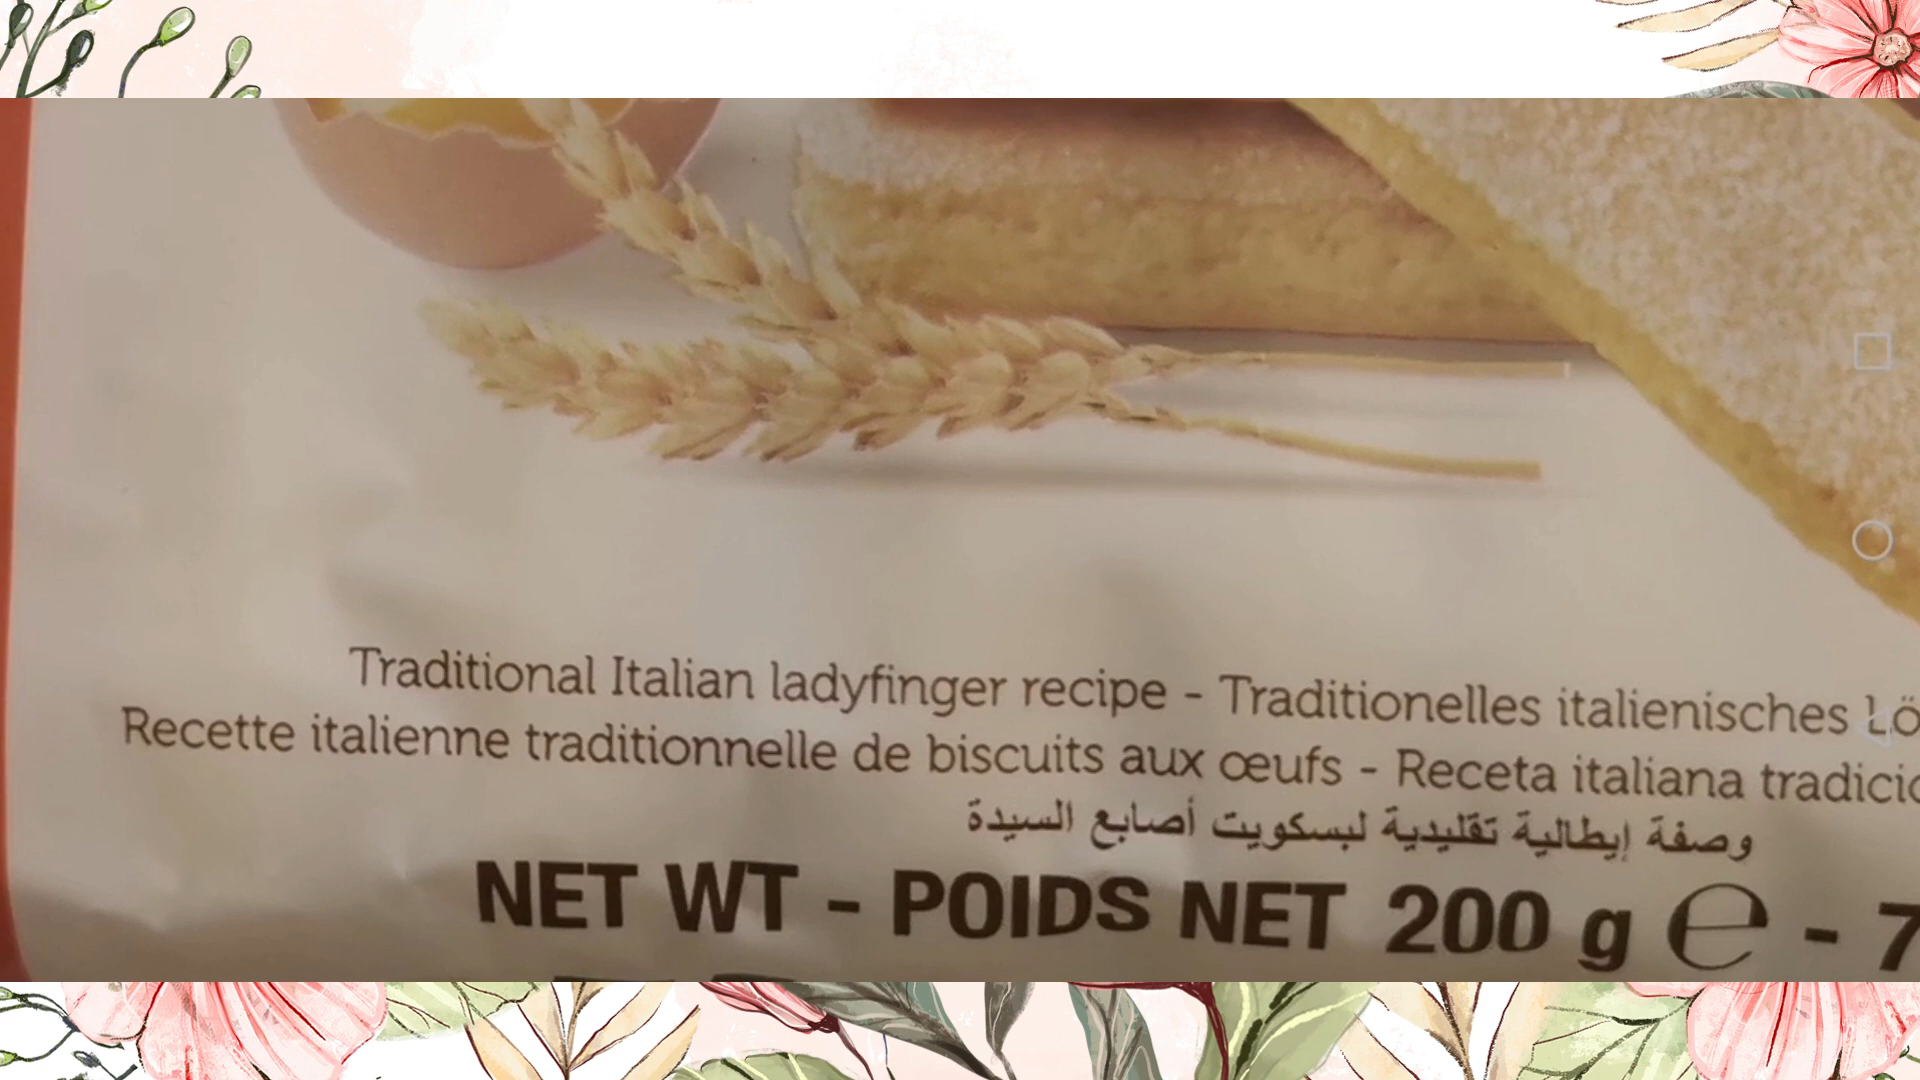 Traditional Italian ladyfinger recipe - Traditionelles italienisches
Recette italienne traditionnelle de biscuits aux œufs - Receta italiana
وصفة إيطالية تقليدية لبسكويت أصابع السيدة
NET WT - POIDS NET 200 g ℮ - 7